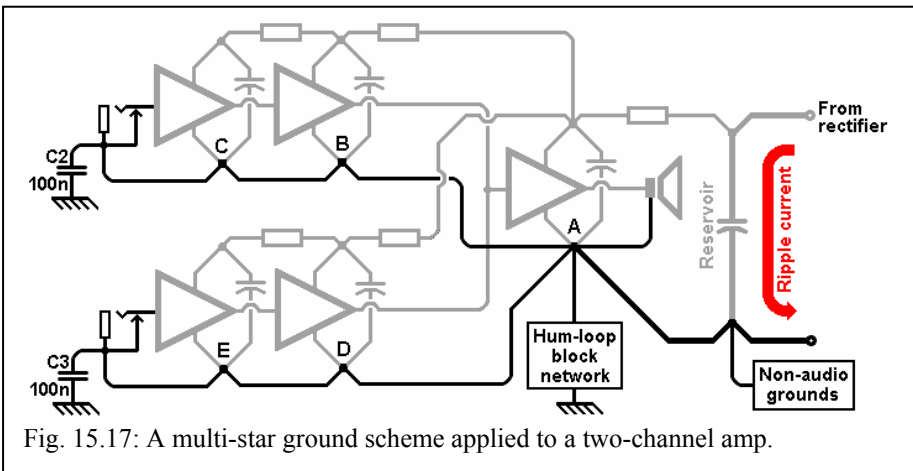 From
rectifier
C2
100n
C
B
A
Reservoir
Ripple current
C3
100n
E
D
Hum-loop
block
network
Non-audio
grounds
Fig. 15.17: A multi-star ground scheme applied to a two-channel amp.